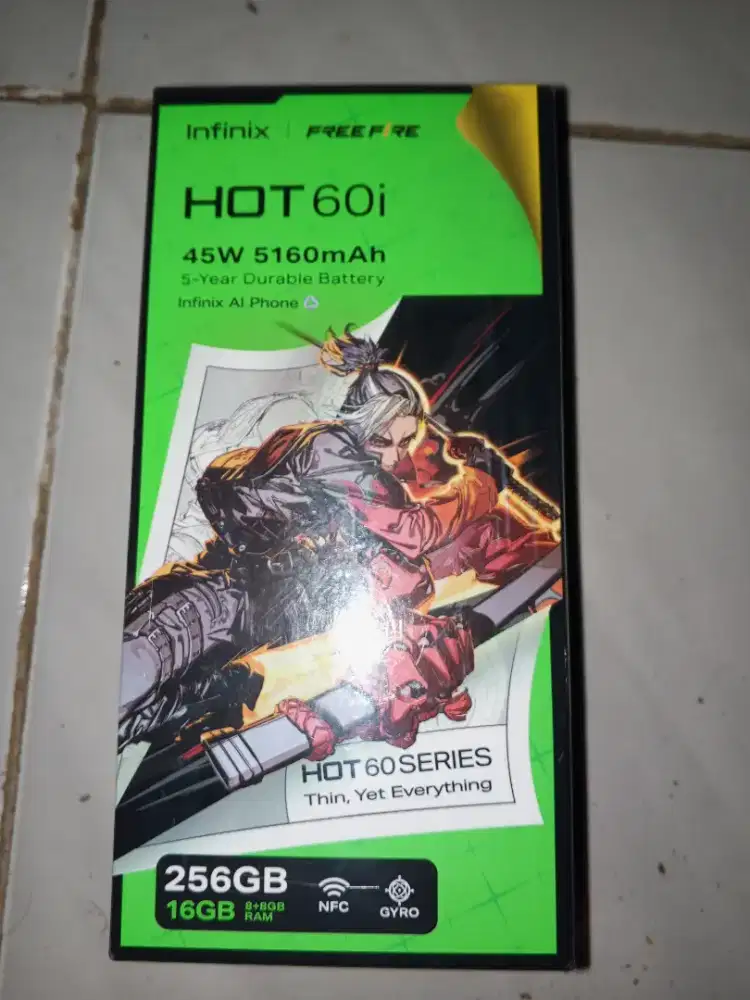 Infinix | FREE FIRE
HOT 60i
45W 5160mAh
5-Year Durable Battery
Infinix AI Phone
HOT 60 SERIES
Thin, Yet Everything
256GB
16GB 8+8GB RAM
NFC
GYRO